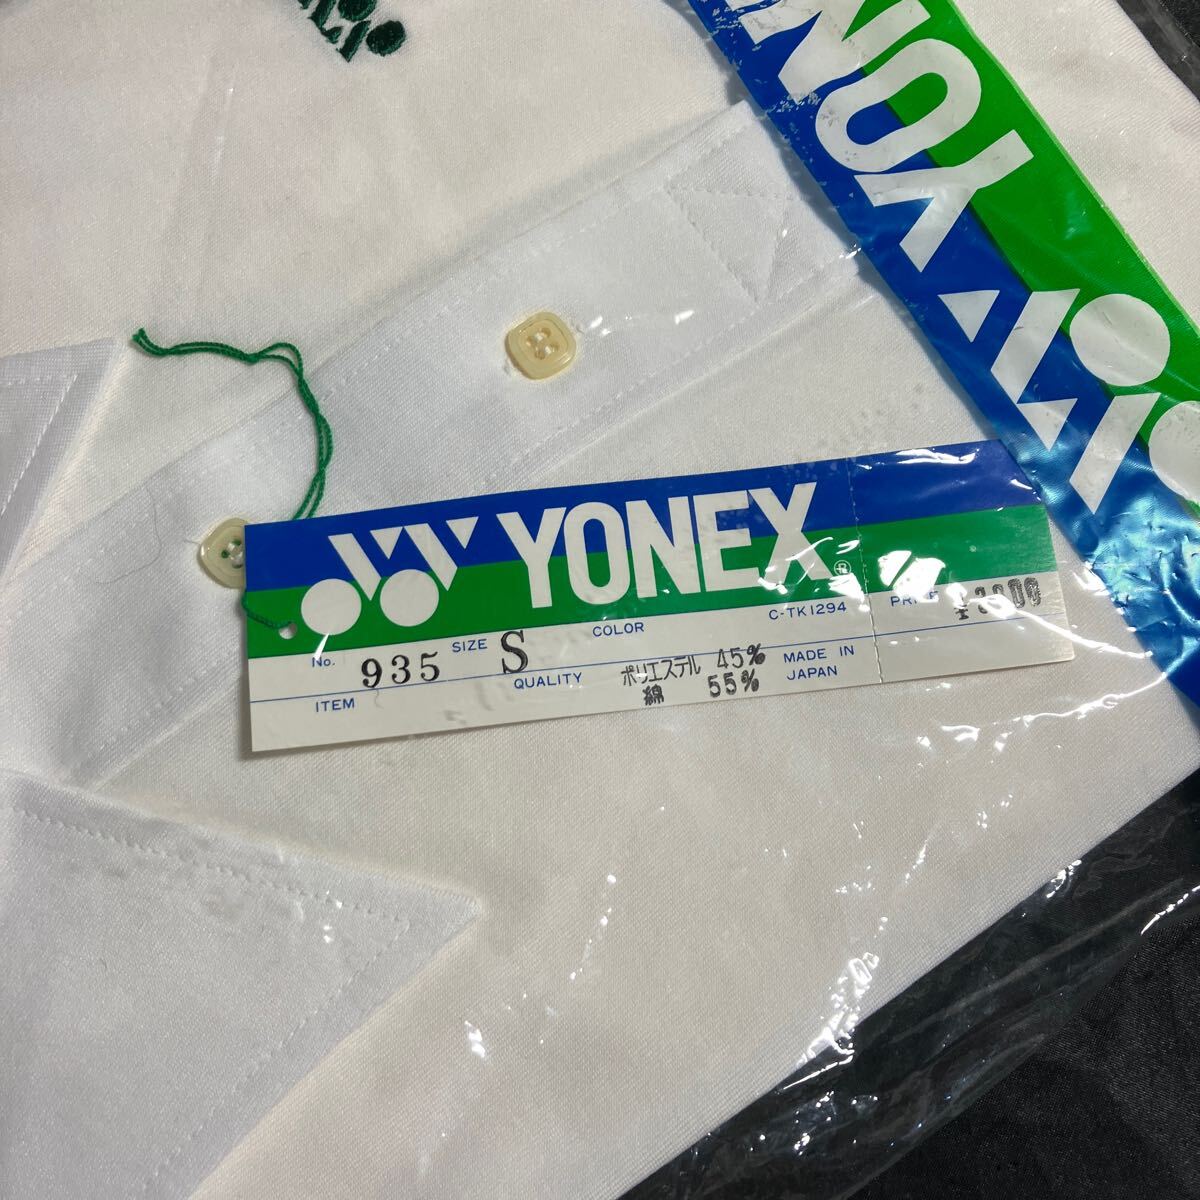 YONEX
YONEX ®
No. 935 SIZE S COLOR C-TK1294
ITEM QUALITY ポリエステル 45% MADE IN
綿 55% JAPAN